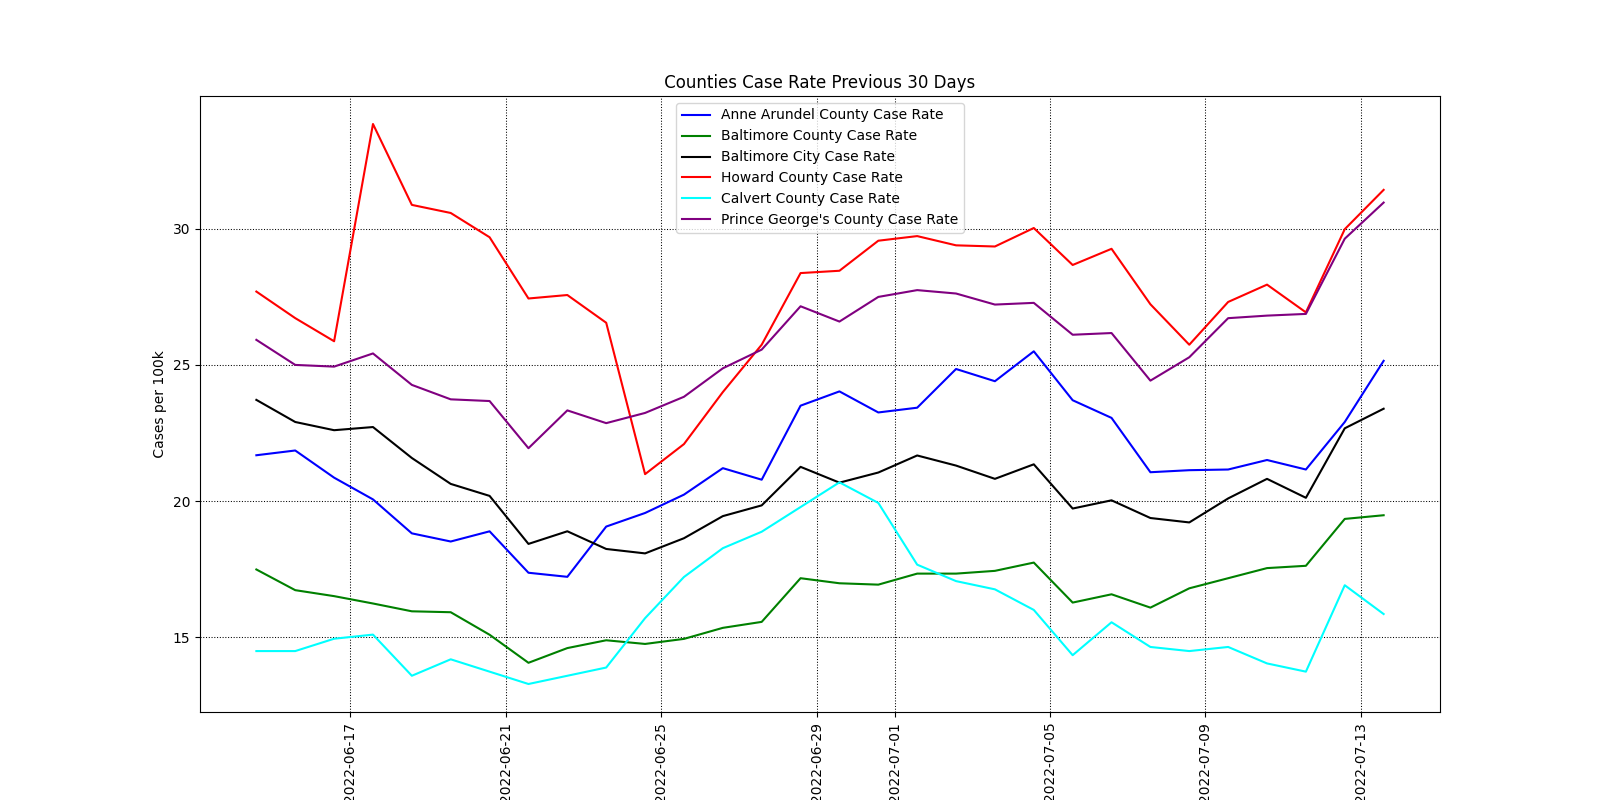 Counties Case Rate Previous 30 Days
Anne Arundel County Case Rate
Baltimore County Case Rate
Baltimore City Case Rate
Howard County Case Rate
Calvert County Case Rate
Prince George's County Case Rate
Cases per 100k
30
25
20
15
2022-06-17
2022-06-21
2022-06-25
2022-06-29
2022-07-01
2022-07-05
2022-07-09
2022-07-13